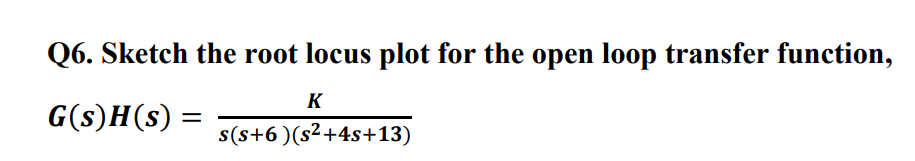 Q6. Sketch the root locus plot for the open loop transfer function,
G(s)H(s) = K / s(s+6 )(s²+4s+13)